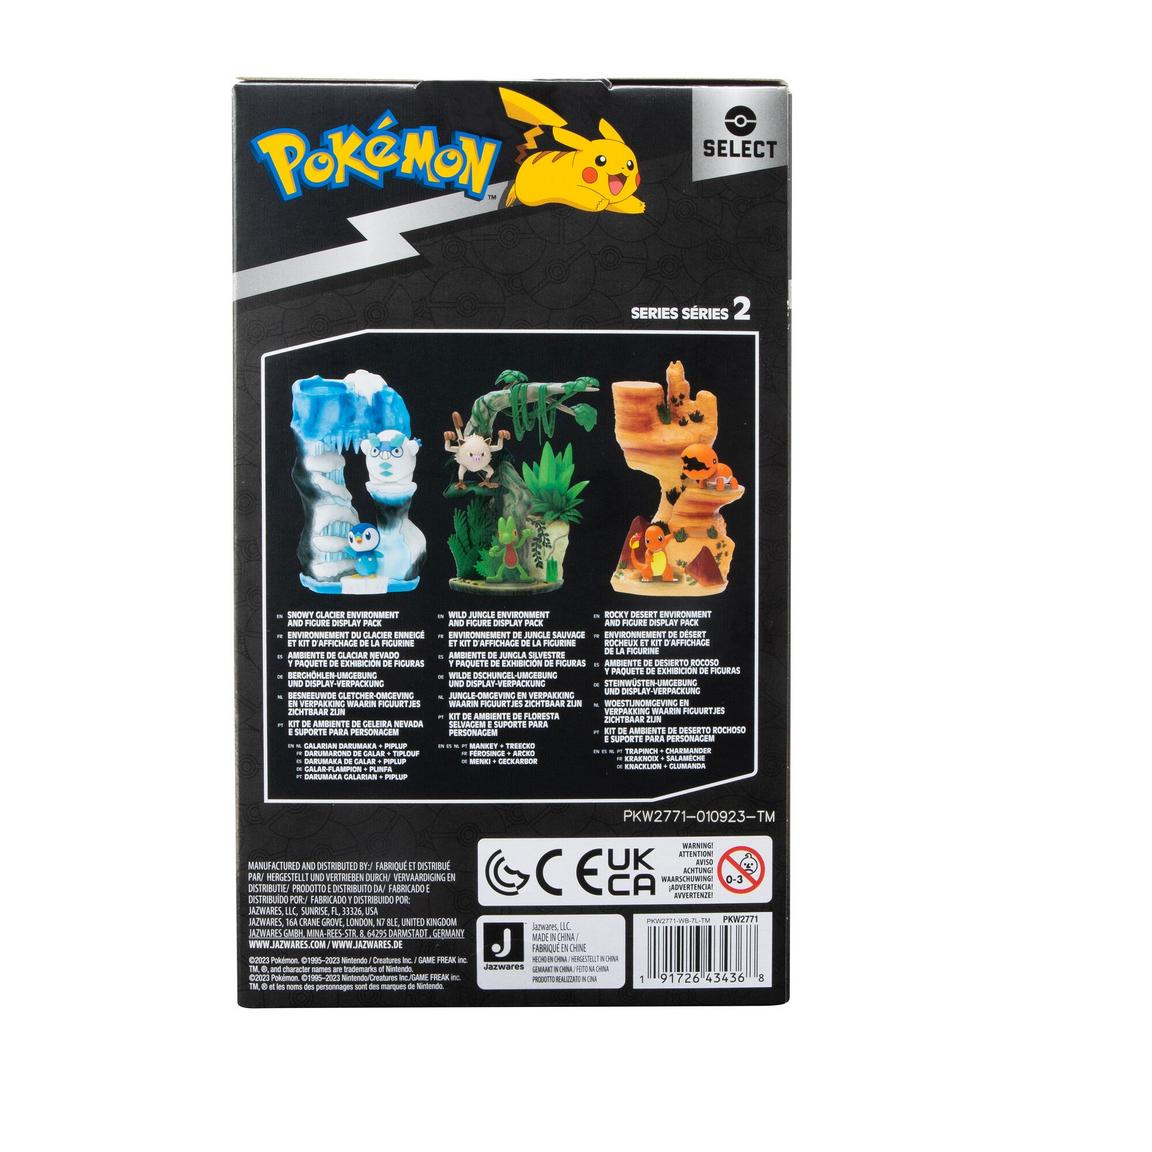 POKéMON
™
SELECT
SERIES SÉRIES 2
EN SNOWY GLACIER ENVIRONMENT
AND FIGURE DISPLAY PACK
FR ENVIRONNEMENT DU GLACIER ENNEIGÉ
ET KIT D'AFFICHAGE DE LA FIGURINE
ES AMBIENTE DE GLACIAR NEVADO
Y PAQUETE DE EXHIBICIÓN DE FIGURAS
DE BERGHÖHLEN-UMGEBUNG
UND DISPLAY-VERPACKUNG
NL BESNEEUWDE GLETCHER-OMGEVING
EN VERPAKKING WAARIN FIGUURTJES
ZICHTBAAR ZIJN
PT KIT DE AMBIENTE DE GELEIRA NEVADA
E SUPORTE PARA PERSONAGEM
EN NL GALARIAN DARUMAKA + PIPLUP
FR DARUMAROND DE GALAR + TIPLOUF
ES DARUMAKA DE GALAR + PIPLUP
DE GALAR-FLAMPION + PLINFA
PT DARUMAKA GALARIAN + PIPLUP
EN WILD JUNGLE ENVIRONMENT
AND FIGURE DISPLAY PACK
FR ENVIRONNEMENT DE JUNGLE SAUVAGE
ET KIT D'AFFICHAGE DE LA FIGURINE
ES AMBIENTE DE JUNGLA SILVESTRE
Y PAQUETE DE EXHIBICIÓN DE FIGURAS
DE WILDE DSCHUNGEL-UMGEBUNG
UND DISPLAY-VERPACKUNG
NL JUNGLE-OMGEVING EN VERPAKKING
WAARIN FIGUURTJES ZICHTBAAR ZIJN
PT KIT DE AMBIENTE DE FLORESTA
SELVAGEM E SUPORTE PARA
PERSONAGEM
EN ES NL PT MANKEY + TREECKO
FR FÉROSINGE + ARCKO
DE MENKI + GECKARBOR
EN ROCKY DESERT ENVIRONMENT
AND FIGURE DISPLAY PACK
FR ENVIRONNEMENT DE DÉSERT
ROCHEUX ET KIT D'AFFICHAGE
DE LA FIGURINE
ES AMBIENTE DE DESIERTO ROCOSO
Y PAQUETE DE EXHIBICIÓN DE FIGURAS
DE STEINWÜSTEN-UMGEBUNG
UND DISPLAY-VERPACKUNG
NL WOESTIJNOMGEVING EN
VERPAKKING WAARIN FIGUURTJES
ZICHTBAAR ZIJN
PT KIT DE AMBIENTE DE DESERTO ROCHOSO
E SUPORTE PARA PERSONAGEM
EN ES NL PT TRAPINCH + CHARMANDER
FR KRAKNOIX + SALAMÈCHE
DE KNACKLION + GLUMANDA
PKW2771-010923-TM
MANUFACTURED AND DISTRIBUTED BY:/ FABRIQUÉ ET DISTRIBUÉ
PAR/ HERGESTELLT UND VERTRIEBEN DURCH/ VERVAARDIGING EN
DISTRIBUTIE/ PRODOTTO E DISTRIBUITO DA/ FABRICADO E
DISTRIBUÍDO POR:/ FABRICADO Y DISTRIBUIDO POR:
JAZWARES, LLC, SUNRISE, FL, 33326, USA
JAZWARES, 16A CRANE GROVE, LONDON, N7 8LE, UNITED KINGDOM
JAZWARES GMBH, MINA-REES-STR. 8, 64295 DARMSTADT, GERMANY
WWW.JAZWARES.COM / WWW.JAZWARES.DE
©2023 Pokémon. ©1995–2023 Nintendo / Creatures Inc. / GAME FREAK inc.
TM, ®, and character names are trademarks of Nintendo.
©2023 Pokémon. ©1995–2023 Nintendo/Creatures Inc./GAME FREAK inc.
TM, ® et les noms des personnages sont des marques de Nintendo.
CE
UK
CA
WARNING!
ATTENTION!
AVISO
ACHTUNG!
WAARSCHUWING!
¡ADVERTENCIA!
AVVERTENZE!
0-3
J
Jazwares
Jazwares, LLC.
MADE IN CHINA /
FABRIQUÉ EN CHINE
HECHO EN CHINA / HERGESTELLT IN CHINA
GEMAAKT IN CHINA / FEITO NA CHINA
PRODOTTO REALIZZATO IN CINA
PKW2771-WB-7L-TM PKW2771
1 91726 43436 8